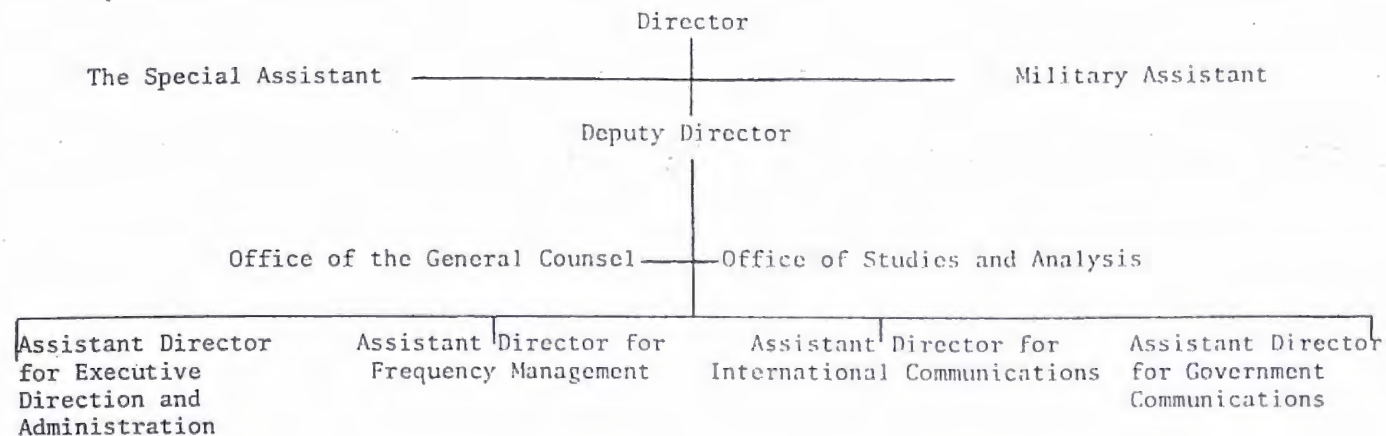 Director
The Special Assistant Military Assistant
Deputy Director
Office of the General Counsel Office of Studies and Analysis
Assistant Director
for Executive
Direction and
Administration
Assistant Director for
Frequency Management
Assistant Director for
International Communications
Assistant Director
for Government
Communications